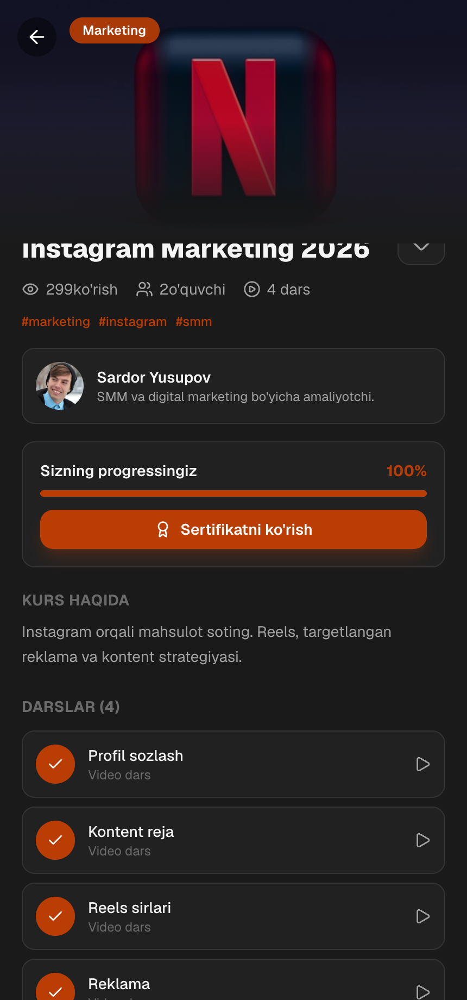 Marketing
N
Instagram Marketing 2026
299ko'rish
2o'quvchi
4 dars
#marketing #instagram #smm
Sardor Yusupov
SMM va digital marketing bo'yicha amaliyotchi.
Sizning progressingiz
100%
Sertifikatni ko'rish
KURS HAQIDA
Instagram orqali mahsulot soting. Reels, targetlangan
reklama va kontent strategiyasi.
DARSLAR (4)
Profil sozlash
Video dars
Kontent reja
Video dars
Reels sirlari
Video dars
Reklama